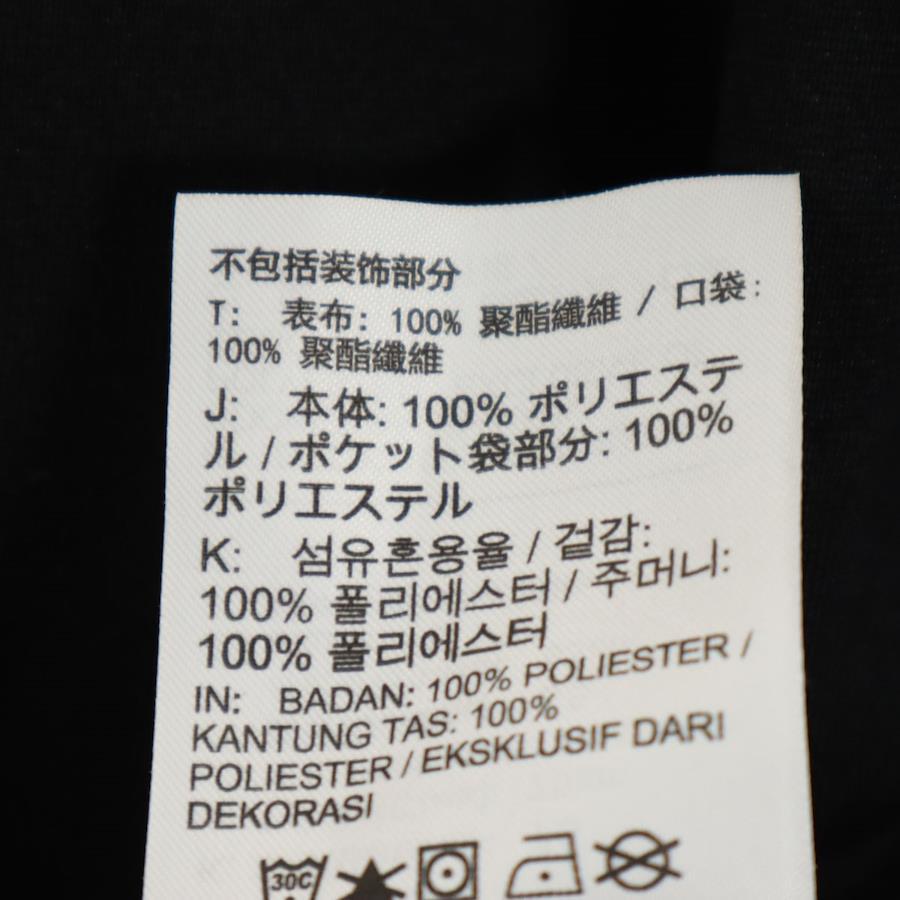 不包括装饰部分
T: 表布: 100% 聚酯纖維 / 口袋:
100% 聚酯纖維
J: 本体: 100% ポリエステ
ル / ポケット袋部分: 100%
ポリエステル
K: 섬유혼용율 / 겉감:
100% 폴리에스터 / 주머니:
100% 폴리에스터
IN: BADAN: 100% POLIESTER /
KANTUNG TAS: 100%
POLIESTER / EKSKLUSIF DARI
DEKORASI
30C